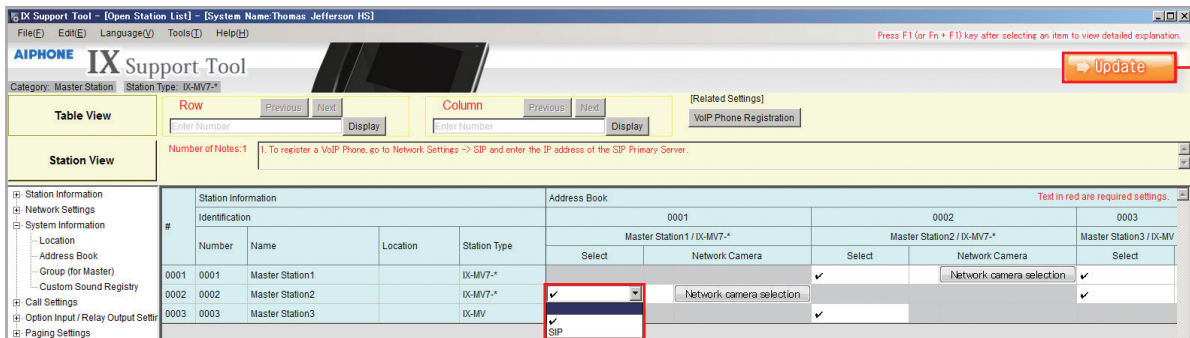 IX Support Tool - [Open Station List] - [System Name:Thomas Jefferson HS]
File(F) Edit(E) Language(V) Tools(T) Help(H)
Press F1 (or Fn + F1) key after selecting an item to view detailed explanation.
AIPHONE IX Support Tool
Update
Category: Master Station Station Type: IX-MV7-*
Table View
Row Previous Next
Enter Number Display
Column Previous Next
Enter Number Display
[Related Settings]
VoIP Phone Registration
Station View
Number of Notes:1
1. To register a VoIP Phone, go to Network Settings -> SIP and enter the IP address of the SIP Primary Server.
Station Information
Network Settings
System Information
Location
Address Book
Group (for Master)
Custom Sound Registry
Call Settings
Option Input / Relay Output Settin
Paging Settings
# Station Information Address Book Text in red are required settings.
Identification 0001 0002 0003
Number Name Location Station Type Master Station1 / IX-MV7-* Master Station2 / IX-MV7-* Master Station3 / IX-MV
Select Network Camera Select Network Camera Select
0001 0001 Master Station1 IX-MV7-* ✔ Network camera selection ✔
0002 0002 Master Station2 IX-MV7-* ✔ Network camera selection ✔
0003 0003 Master Station3 IX-MV ✔
✔
SIP